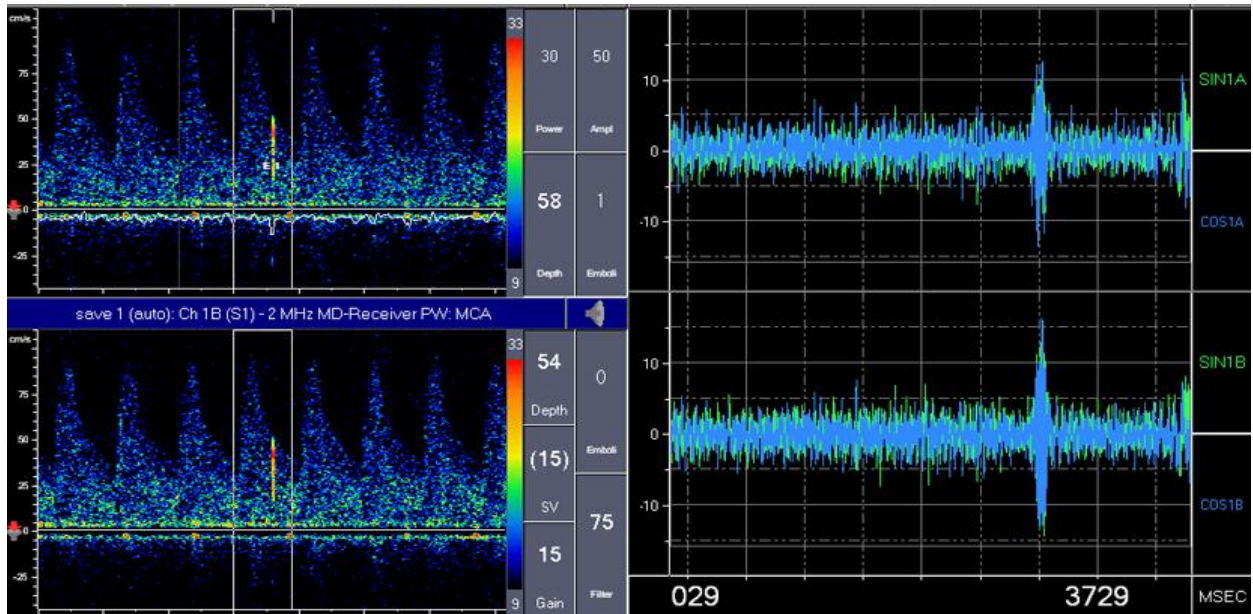 cm/s
75
50
25
0
-25
33
9
30
Power
50
Ampl
58
Depth
1
Emboli
10
0
-10
SIN1A
COS1A
save 1 (auto): Ch 1B (S1) - 2 MHz MD-Receiver PW: MCA
cm/s
75
50
25
0
-25
33
9
54
Depth
(15)
SV
15
Gain
0
Emboli
75
Filter
10
0
-10
SIN1B
COS1B
029
3729
MSEC